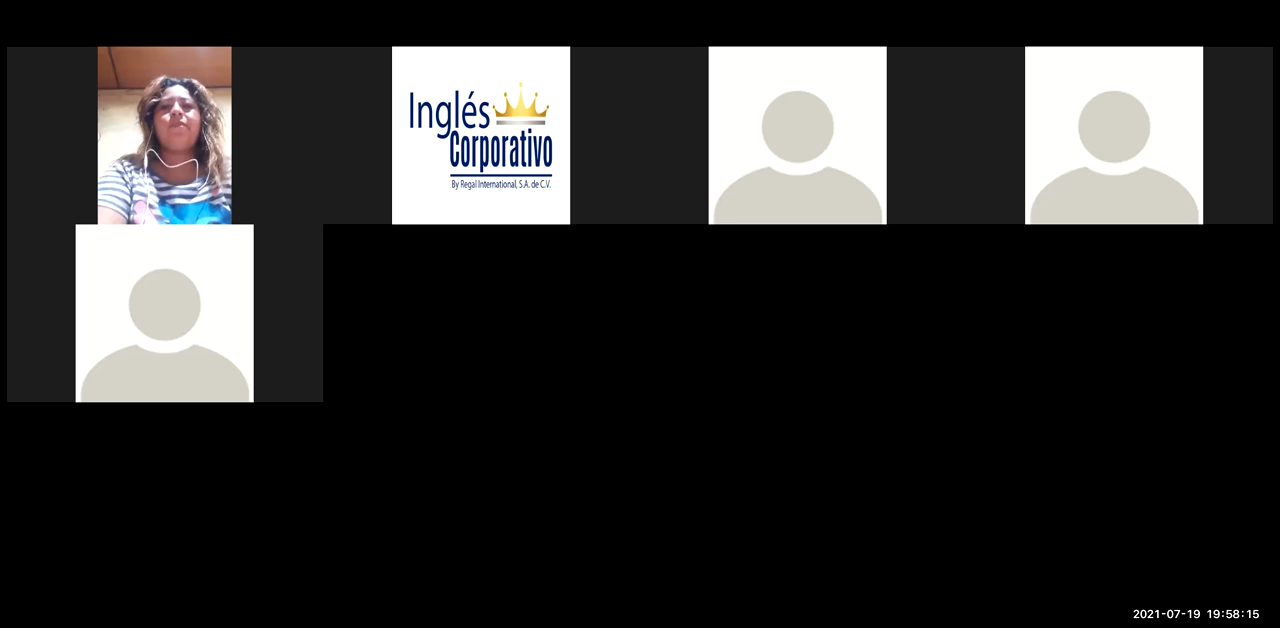 Inglés
Corporativo
By Regal International, S.A. de C.V.
2021-07-19 19:58:15